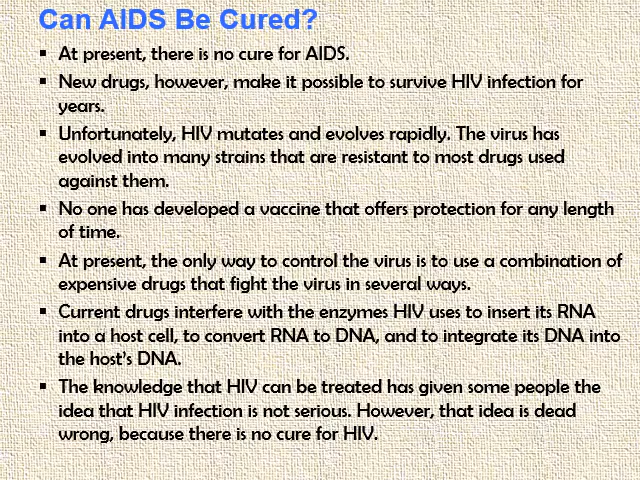 Can AIDS Be Cured?
▪ At present, there is no cure for AIDS.
▪ New drugs, however, make it possible to survive HIV infection for
years.
▪ Unfortunately, HIV mutates and evolves rapidly. The virus has
evolved into many strains that are resistant to most drugs used
against them.
▪ No one has developed a vaccine that offers protection for any length
of time.
▪ At present, the only way to control the virus is to use a combination of
expensive drugs that fight the virus in several ways.
▪ Current drugs interfere with the enzymes HIV uses to insert its RNA
into a host cell, to convert RNA to DNA, and to integrate its DNA into
the host's DNA.
▪ The knowledge that HIV can be treated has given some people the
idea that HIV infection is not serious. However, that idea is dead
wrong, because there is no cure for HIV.